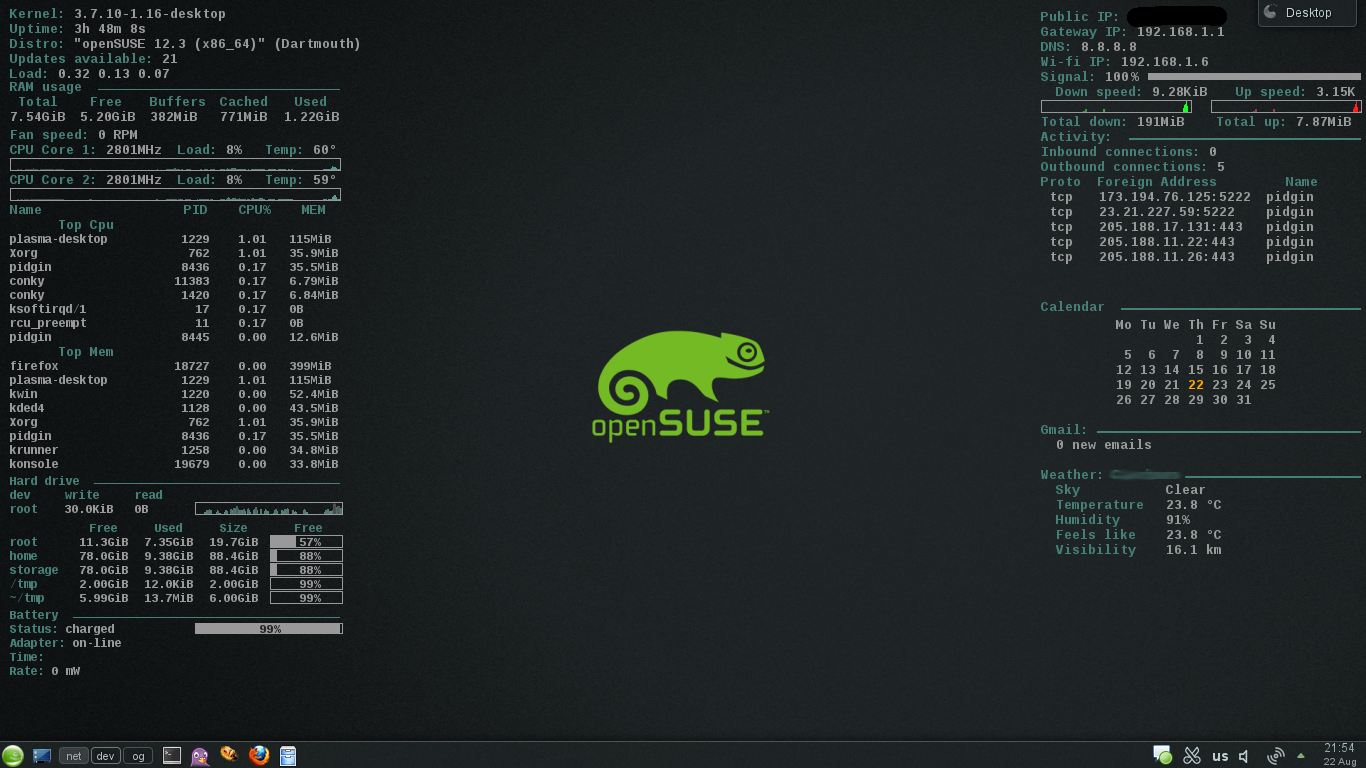 Kernel: 3.7.10-1.16-desktop
Uptime: 3h 48m 8s
Distro: "openSUSE 12.3 (x86_64)" (Dartmouth)
Updates available: 21
Load: 0.32 0.13 0.07
RAM usage
Total Free Buffers Cached Used
7.54GiB 5.20GiB 382MiB 771MiB 1.22GiB
Fan speed: 0 RPM
CPU Core 1: 2801MHz Load: 8% Temp: 60°
CPU Core 2: 2801MHz Load: 8% Temp: 59°
Name PID CPU% MEM
Top Cpu
plasma-desktop 1229 1.01 115MiB
Xorg 762 1.01 35.9MiB
pidgin 8436 0.17 35.5MiB
conky 11383 0.17 6.79MiB
conky 1420 0.17 6.84MiB
ksoftirqd/1 17 0.17 0B
rcu_preempt 11 0.17 0B
pidgin 8445 0.00 12.6MiB
Top Mem
firefox 18727 0.00 399MiB
plasma-desktop 1229 1.01 115MiB
kwin 1220 0.00 52.4MiB
kded4 1128 0.00 43.5MiB
Xorg 762 1.01 35.9MiB
pidgin 8436 0.17 35.5MiB
krunner 1258 0.00 34.8MiB
konsole 19679 0.00 33.8MiB
Hard drive
dev write read
root 30.0KiB 0B
Free Used Size Free
root 11.3GiB 7.35GiB 19.7GiB 57%
home 78.0GiB 9.38GiB 88.4GiB 88%
storage 78.0GiB 9.38GiB 88.4GiB 88%
/tmp 2.00GiB 12.0KiB 2.00GiB 99%
~/tmp 5.99GiB 13.7MiB 6.00GiB 99%
Battery
Status: charged 99%
Adapter: on-line
Time:
Rate: 0 mW
openSUSE™
Desktop
Public IP:
Gateway IP: 192.168.1.1
DNS: 8.8.8.8
Wi-fi IP: 192.168.1.6
Signal: 100%
Down speed: 9.28KiB Up speed: 3.15K
Total down: 191MiB Total up: 7.87MiB
Activity:
Inbound connections: 0
Outbound connections: 5
Proto Foreign Address Name
tcp 173.194.76.125:5222 pidgin
tcp 23.21.227.59:5222 pidgin
tcp 205.188.17.131:443 pidgin
tcp 205.188.11.22:443 pidgin
tcp 205.188.11.26:443 pidgin
Calendar
Mo Tu We Th Fr Sa Su
1 2 3 4
5 6 7 8 9 10 11
12 13 14 15 16 17 18
19 20 21 22 23 24 25
26 27 28 29 30 31
Gmail:
0 new emails
Weather:
Sky Clear
Temperature 23.8 °C
Humidity 91%
Feels like 23.8 °C
Visibility 16.1 km
net dev og
us
21:54
22 Aug